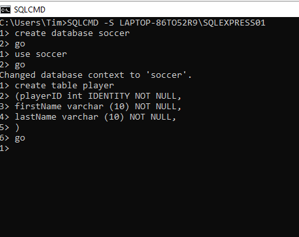 SQLCMD
C:\Users\Tim>SQLCMD -S LAPTOP-86TO52R9\SQLEXPRESS01
1> create database soccer
2> go
1> use soccer
2> go
Changed database context to 'soccer'.
1> create table player
2> (playerID int IDENTITY NOT NULL,
3> firstName varchar (10) NOT NULL,
4> lastName varchar (10) NOT NULL,
5> )
6> go
1>